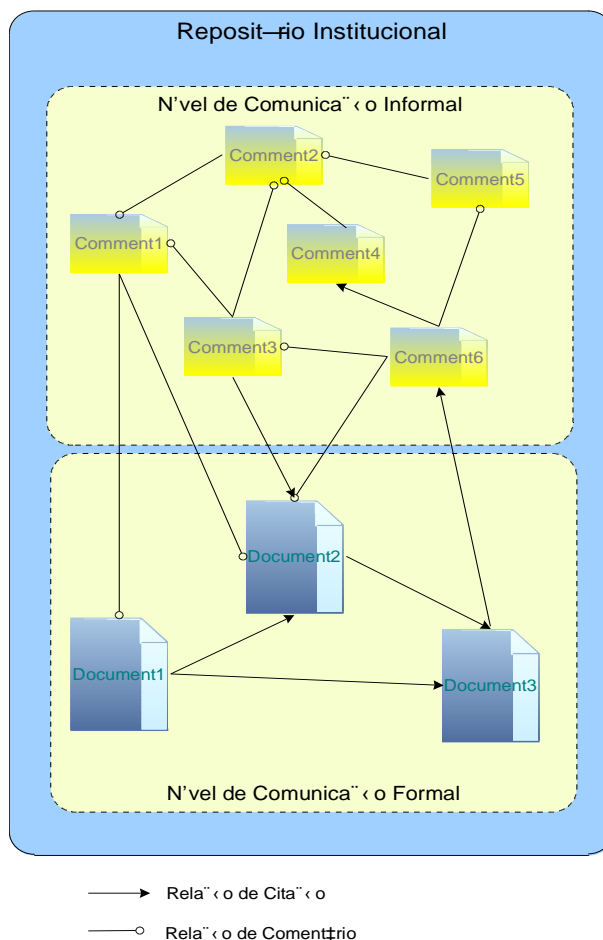 Reposit—rio Institucional
N'vel de Comunica¨‹o Informal
Comment2
Comment5
Comment1
Comment4
Comment3
Comment6
Document2
Document1
Document3
N'vel de Comunica¨‹o Formal
Rela¨‹o de Cita¨‹o
Rela¨‹o de Coment‡rio